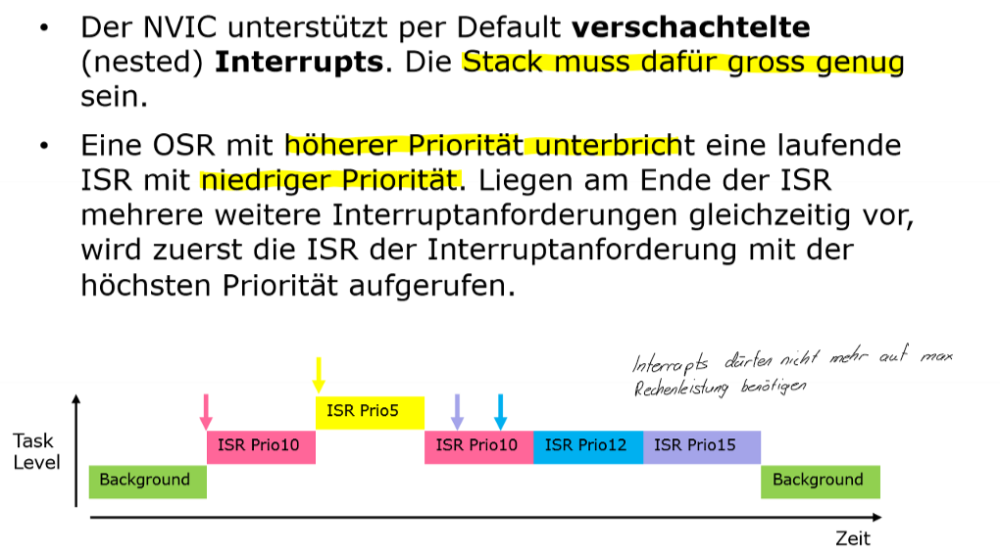 • Der NVIC unterstützt per Default verschachtelte
(nested) Interrupts. Die Stack muss dafür gross genug
sein.
• Eine OSR mit höherer Priorität unterbricht eine laufende
ISR mit niedriger Priorität. Liegen am Ende der ISR
mehrere weitere Interruptanforderungen gleichzeitig vor,
wird zuerst die ISR der Interruptanforderung mit der
höchsten Priorität aufgerufen.
Interrupts dürfen nicht mehr auf max
Rechenleistung benötigen
ISR Prio5
Task
Level
ISR Prio10
ISR Prio10
ISR Prio12
ISR Prio15
Background
Background
Zeit